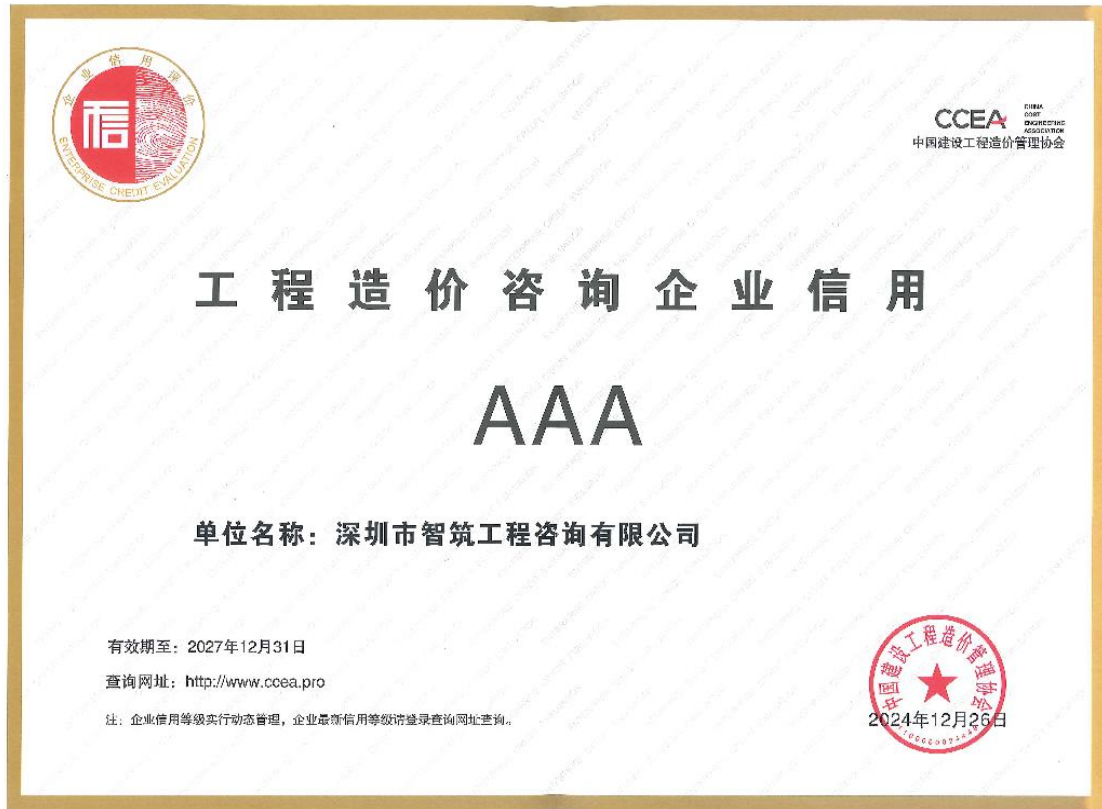 企业信用评价
信
ENTERPRISE CREDIT EVALUATION
CCEA
CHINA
COST
ENGINEERING
ASSOCIATION
中国建设工程造价管理协会
工程造价咨询企业信用
AAA
单位名称：深圳市智筑工程咨询有限公司
有效期至：2027年12月31日
查询网址：http://www.ccea.pro
注：企业信用等级实行动态管理，企业最新信用等级请登录查询网址查询。
中国建设工程造价管理协会
2024年12月26日